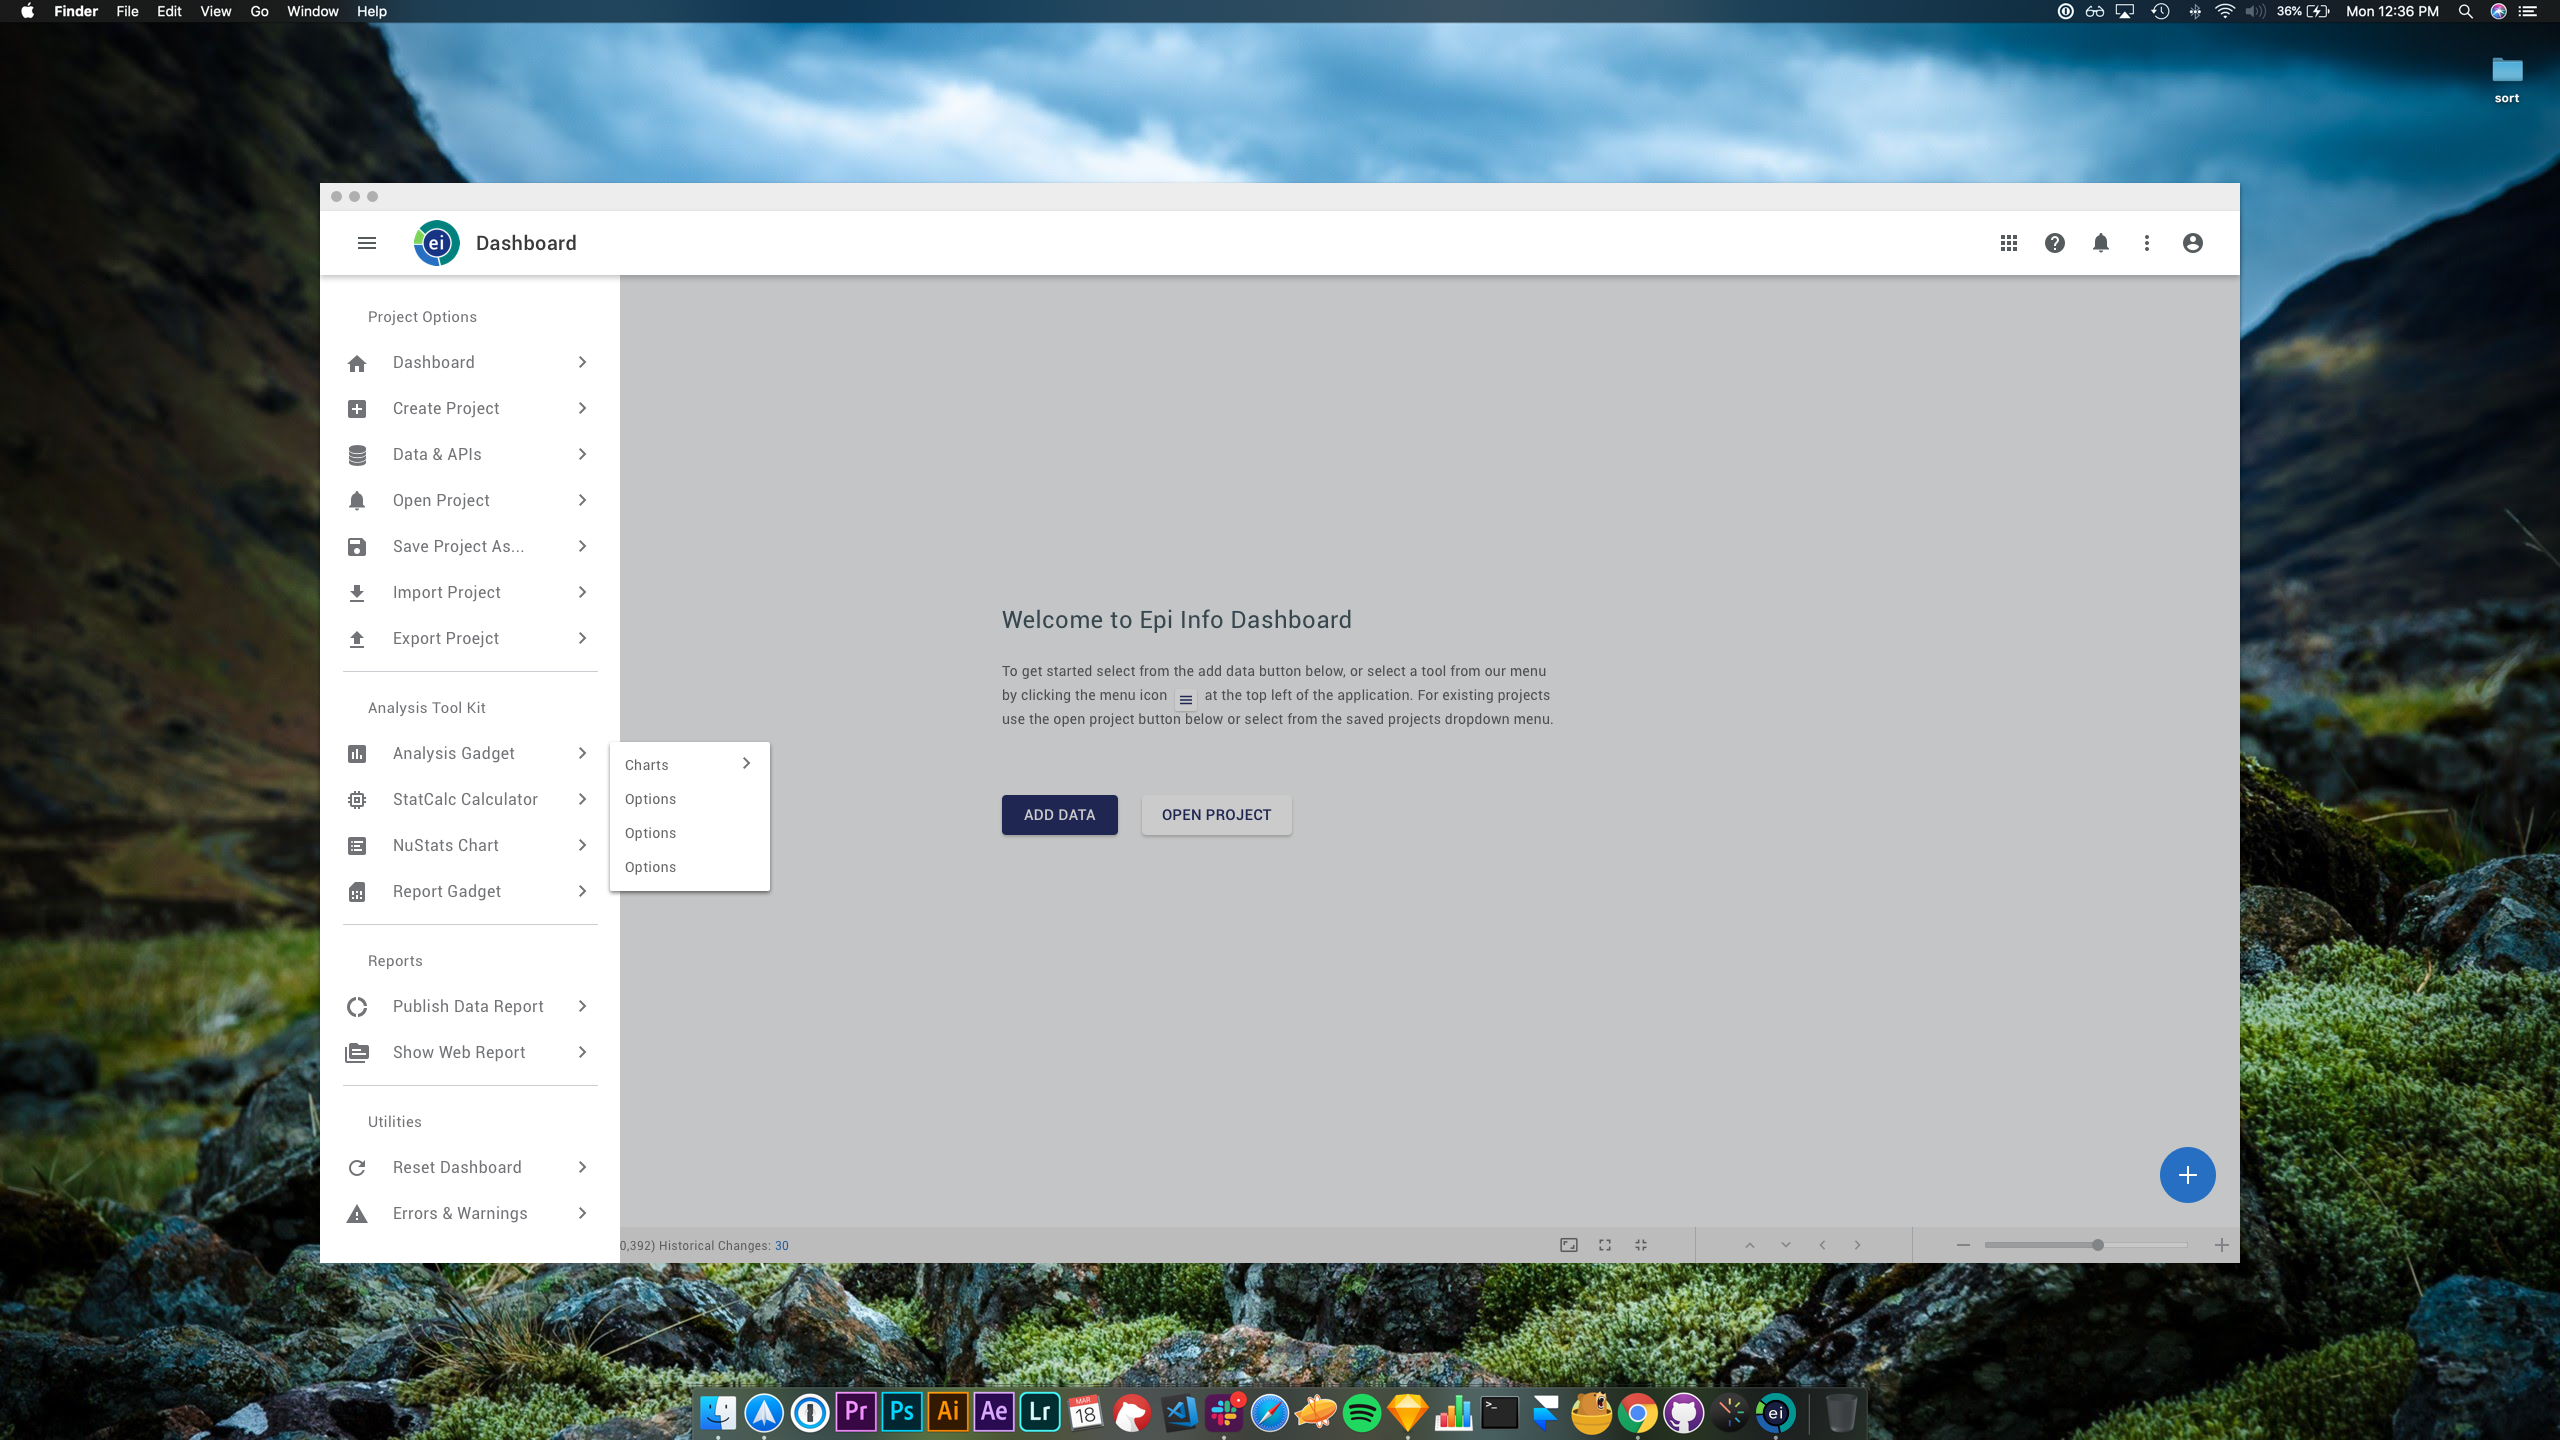 Finder File Edit View Go Window Help
36% Mon 12:36 PM
sort
ei Dashboard
Project Options
Dashboard
Create Project
Data & APIs
Open Project
Save Project As...
Import Project
Export Proejct
Analysis Tool Kit
Analysis Gadget
StatCalc Calculator
NuStats Chart
Report Gadget
Reports
Publish Data Report
Show Web Report
Utilities
Reset Dashboard
Errors & Warnings
Charts
Options
Options
Options
Welcome to Epi Info Dashboard
To get started select from the add data button below, or select a tool from our menu
by clicking the menu icon at the top left of the application. For existing projects
use the open project button below or select from the saved projects dropdown menu.
ADD DATA OPEN PROJECT
0,392) Historical Changes: 30
Pr Ps Ai Ae Lr MAR 18 ei